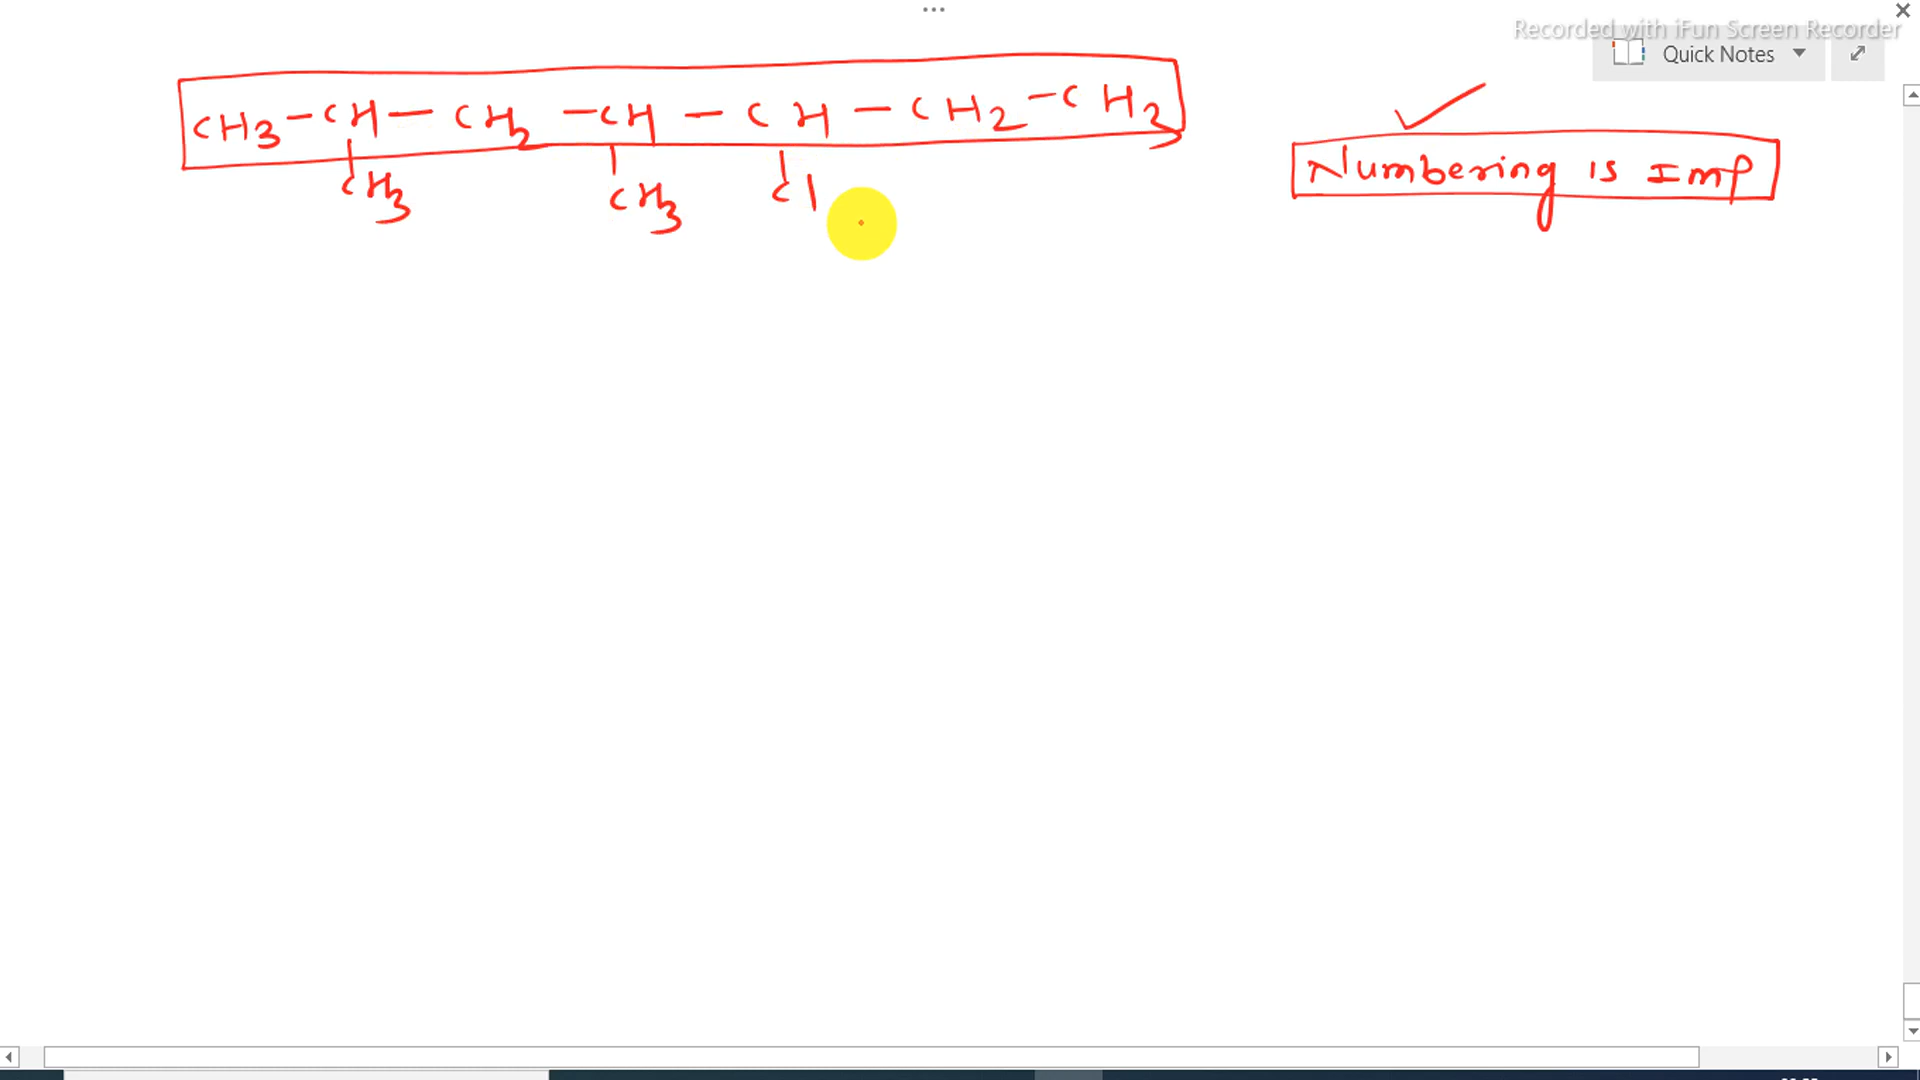 Recorded with iFun Screen Recorder
Quick Notes
CH3-CH-CH2-CH-CH-CH2-CH3
CH3 CH3 Cl
Numbering is Imp